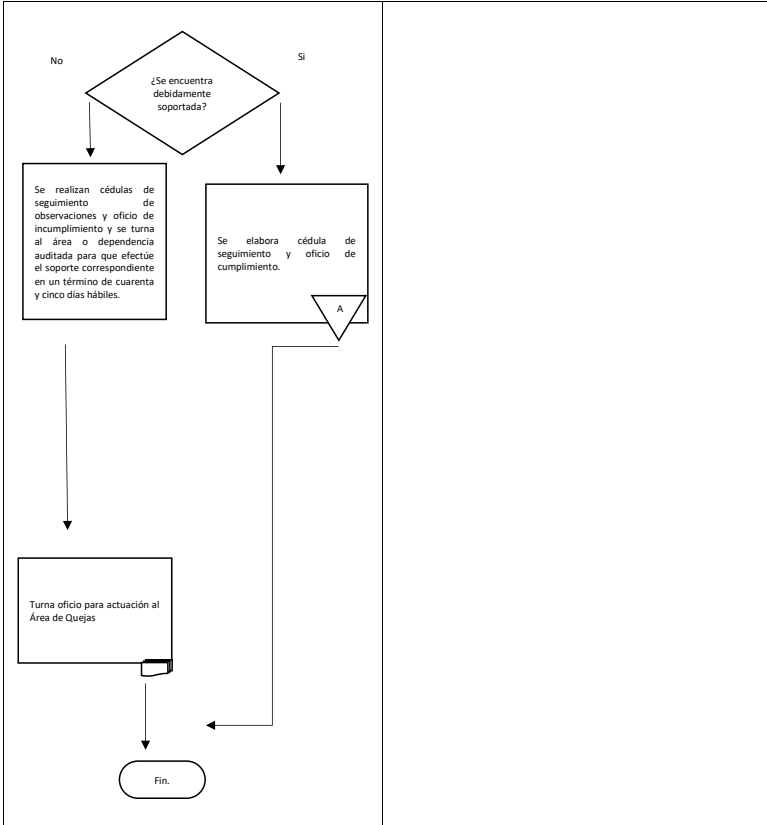 No
Si
¿Se encuentra
debidamente
soportada?
Se realizan cédulas de
seguimiento de
observaciones y oficio de
incumplimiento y se turna
al área o dependencia
auditada para que efectúe
el soporte correspondiente
en un término de cuarenta
y cinco días hábiles.
Se elabora cédula de
seguimiento y oficio de
cumplimiento.
A
Turna oficio para actuación al
Área de Quejas
Fin.